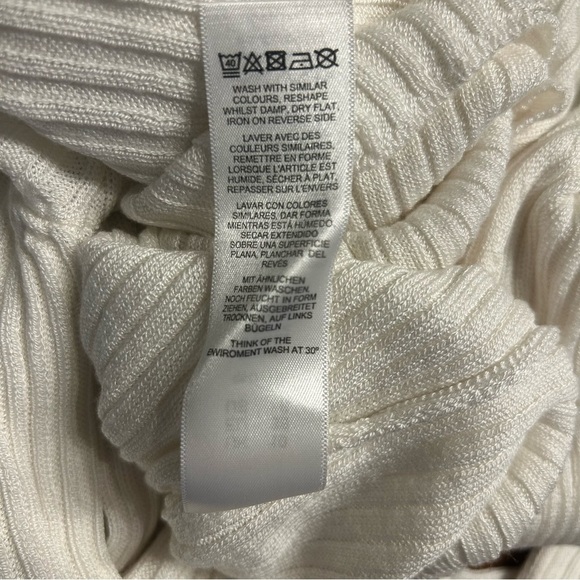 40
WASH WITH SIMILAR
COLOURS, RESHAPE
WHILST DAMP, DRY FLAT,
IRON ON REVERSE SIDE
LAVER AVEC DES
COULEURS SIMILAIRES,
REMETTRE EN FORME
LORSQUE L'ARTICLE EST
HUMIDE, SÉCHER À PLAT,
REPASSER SUR L'ENVERS
LAVAR CON COLORES
SIMILARES, DAR FORMA
MIENTRAS ESTÁ HÚMEDO,
SECAR EXTENDIDO
SOBRE UNA SUPERFICIE
PLANA, PLANCHAR DEL
REVÉS
MIT ÄHNLICHEN
FARBEN WASCHEN,
NOCH FEUCHT IN FORM
ZIEHEN, AUSGEBREITET
TROCKNEN, AUF LINKS
BÜGELN
THINK OF THE
ENVIROMENT WASH AT 30°